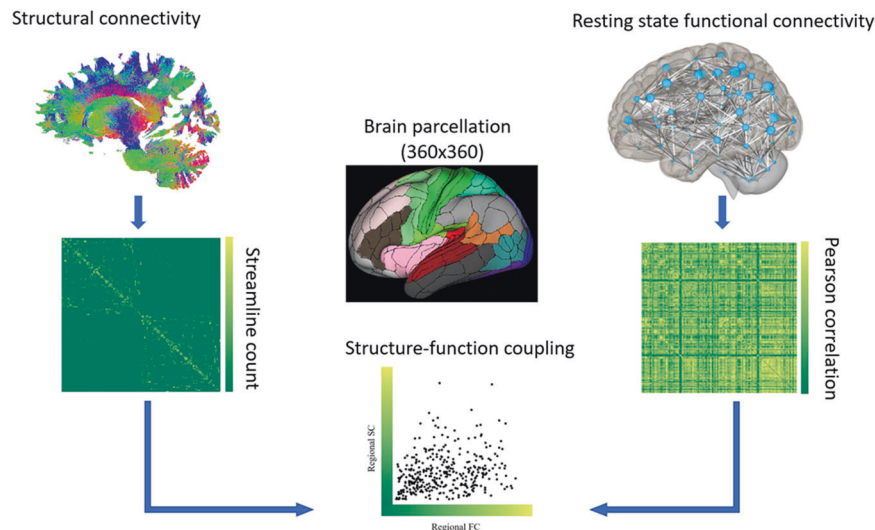 Structural connectivity
Resting state functional connectivity
Brain parcellation
(360x360)
Streamline count
Pearson correlation
Structure-function coupling
Regional SC
Regional FC